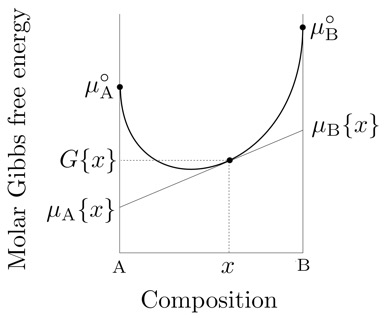 Molar Gibbs free energy
μ°B
μ°A
μB{x}
G{x}
μA{x}
A
x
B
Composition